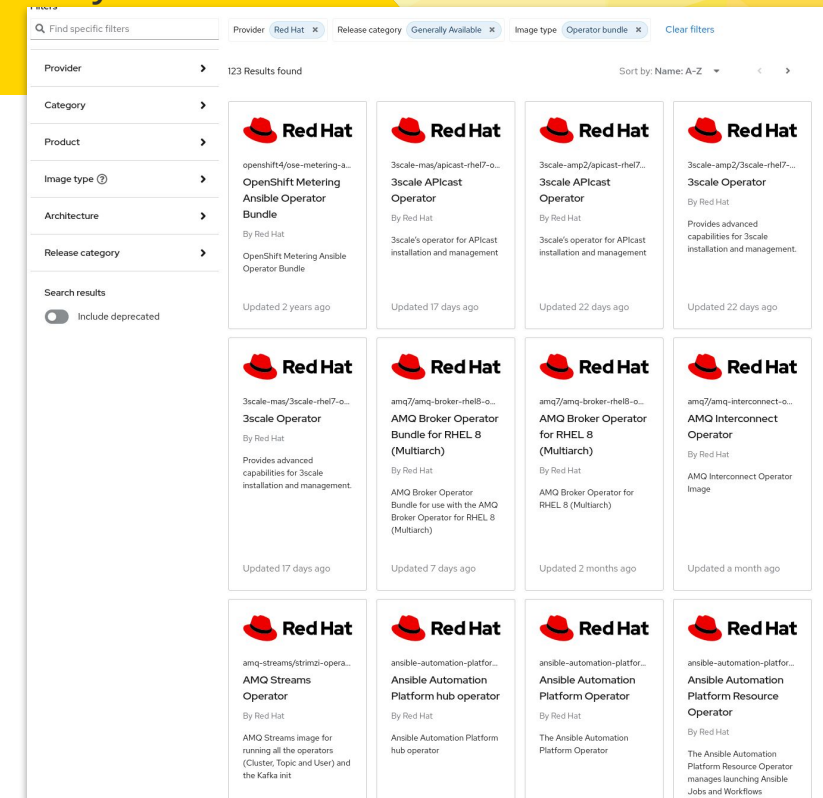 Filters
Find specific filters
Provider
Category
Product
Image type
Architecture
Release category
Search results
Include deprecated
Provider Red Hat × Release category Generally Available × Image type Operator bundle × Clear filters
123 Results found
Sort by: Name: A-Z
Red Hat
openshift4/ose-metering-a...
OpenShift Metering
Ansible Operator
Bundle
By Red Hat
OpenShift Metering Ansible
Operator Bundle
Updated 2 years ago
Red Hat
3scale-mas/apicast-rhel7-o...
3scale APIcast
Operator
By Red Hat
3scale's operator for APIcast
installation and management
Updated 17 days ago
Red Hat
3scale-amp2/apicast-rhel7...
3scale APIcast
Operator
By Red Hat
3scale's operator for APIcast
installation and management
Updated 22 days ago
Red Hat
3scale-amp2/3scale-rhel7-...
3scale Operator
By Red Hat
Provides advanced
capabilities for 3scale
installation and management.
Updated 22 days ago
Red Hat
3scale-mas/3scale-rhel7-o...
3scale Operator
By Red Hat
Provides advanced
capabilities for 3scale
installation and management.
Updated 17 days ago
Red Hat
amq7/amq-broker-rhel8-o...
AMQ Broker Operator
Bundle for RHEL 8
(Multiarch)
By Red Hat
AMQ Broker Operator
Bundle for use with the AMQ
Broker Operator for RHEL 8
(Multiarch)
Updated 7 days ago
Red Hat
amq7/amq-broker-rhel8-o...
AMQ Broker Operator
for RHEL 8
(Multiarch)
By Red Hat
AMQ Broker Operator for
RHEL 8 (Multiarch)
Updated 2 months ago
Red Hat
amq7/amq-interconnect-o...
AMQ Interconnect
Operator
By Red Hat
AMQ Interconnect Operator
Image
Updated a month ago
Red Hat
amq-streams/strimzi-opera...
AMQ Streams
Operator
By Red Hat
AMQ Streams image for
running all the operators
(Cluster, Topic and User) and
the Kafka init
Red Hat
ansible-automation-platfor...
Ansible Automation
Platform hub operator
By Red Hat
Ansible Automation Platform
hub operator
Red Hat
ansible-automation-platfor...
Ansible Automation
Platform Operator
By Red Hat
The Ansible Automation
Platform Operator
Red Hat
ansible-automation-platfor...
Ansible Automation
Platform Resource
Operator
By Red Hat
The Ansible Automation
Platform Resource Operator
manages launching Ansible
Jobs and Workflows